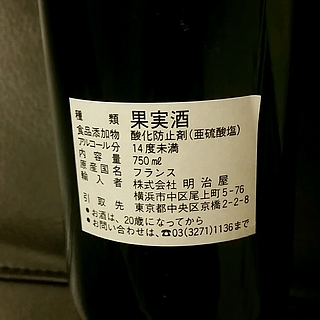 種類 果実酒
食品添加物 酸化防止剤(亜硫酸塩)
アルコール分 14度未満
内容量 750㎖
原産国名 フランス
輸入者 株式会社 明治屋
横浜市中区尾上町5-76
引取先 東京都中央区京橋2-2-8
●お酒は、20歳になってから
●お問い合わせは、☎03(3271)1136まで